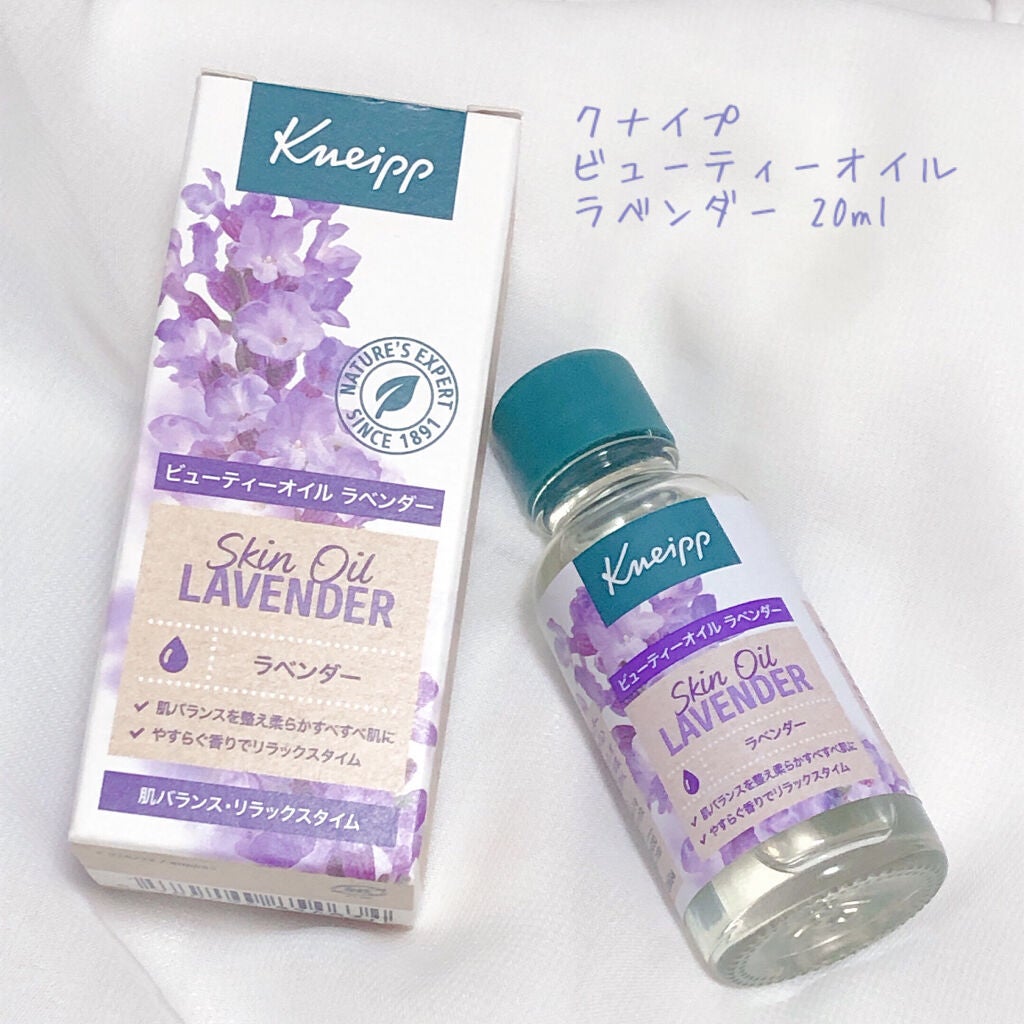 クナイプ
ビューティーオイル
ラベンダー 20ml
Kneipp
NATURE'S EXPERT
SINCE 1891
ビューティーオイル ラベンダー
Skin Oil
LAVENDER
ラベンダー
✓ 肌バランスを整え柔らかすべすべ肌に
✓ やすらぐ香りでリラックスタイム
肌バランス・リラックスタイム
Kneipp
ビューティーオイル ラベンダー
Skin Oil
LAVENDER
ラベンダー
✓ 肌バランスを整え柔らかすべすべ肌に
✓ やすらぐ香りでリラックスタイム